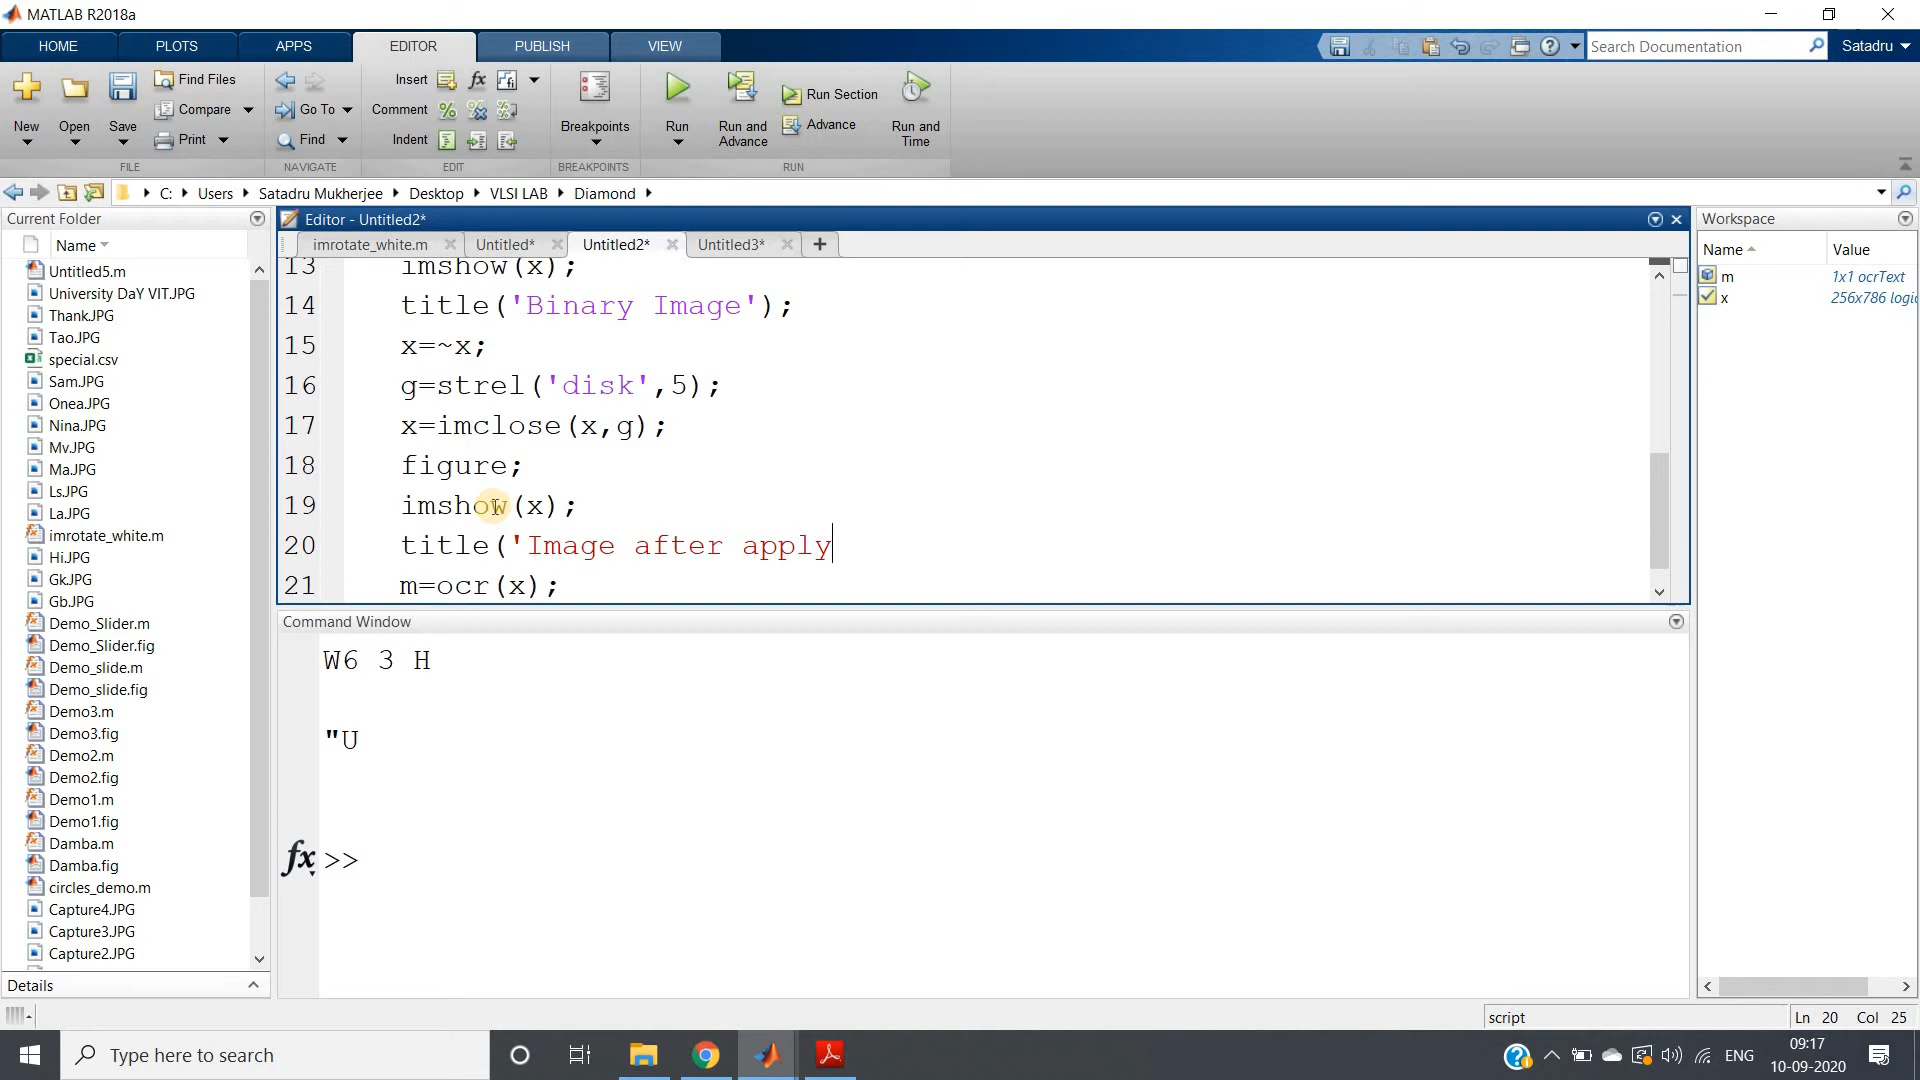 MATLAB R2018a
HOME PLOTS APPS EDITOR PUBLISH VIEW Search Documentation Satadru
Find Files Insert fx Run Section
Compare Go To Comment Advance
New Open Save Print Find Indent Breakpoints Run Run and Advance Run and Time
FILE NAVIGATE EDIT BREAKPOINTS RUN
C: Users Satadru Mukherjee Desktop VLSI LAB Diamond
Current Folder
Name
Untitled5.m
University DaY VIT.JPG
Thank.JPG
Tao.JPG
special.csv
Sam.JPG
Onea.JPG
Nina.JPG
Mv.JPG
Ma.JPG
Ls.JPG
La.JPG
imrotate_white.m
Hi.JPG
Gk.JPG
Gb.JPG
Demo_Slider.m
Demo_Slider.fig
Demo_slide.m
Demo_slide.fig
Demo3.m
Demo3.fig
Demo2.m
Demo2.fig
Demo1.m
Demo1.fig
Damba.m
Damba.fig
circles_demo.m
Capture4.JPG
Capture3.JPG
Capture2.JPG
Details
Editor - Untitled2*
imrotate_white.m Untitled* Untitled2* Untitled3*
13 imshow(x);
14 title('Binary Image');
15 x=~x;
16 g=strel('disk',5);
17 x=imclose(x,g);
18 figure;
19 imshow(x);
20 title('Image after apply
21 m=ocr(x);
Command Window
W6 3 H
"U
fx >>
Workspace
Name Value
m 1x1 ocrText
x 256x786 logic
script Ln 20 Col 25
Type here to search
ENG
09:17
10-09-2020